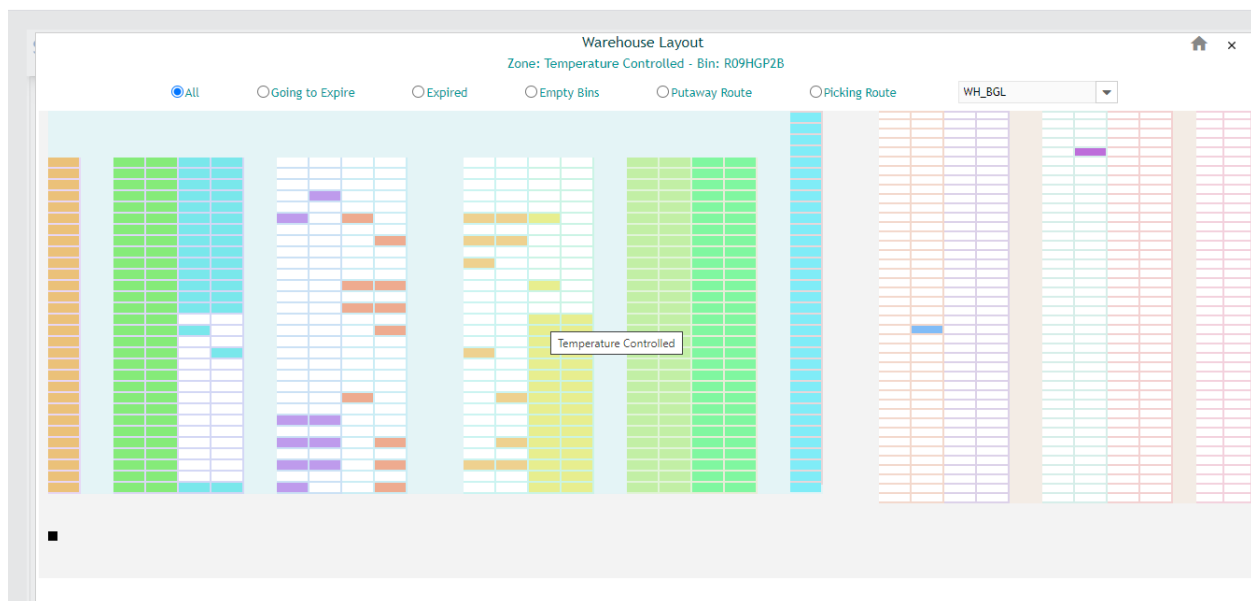 Warehouse Layout
Zone: Temperature Controlled - Bin: R09HGP2B
All Going to Expire Expired Empty Bins Putaway Route Picking Route WH_BGL
Temperature Controlled